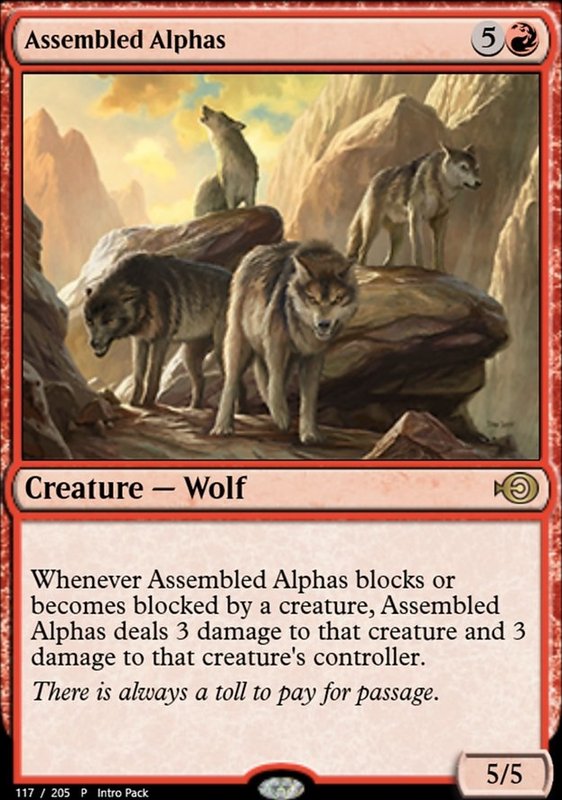 Assembled Alphas 5
Creature — Wolf
Whenever Assembled Alphas blocks or
becomes blocked by a creature, Assembled
Alphas deals 3 damage to that creature and 3
damage to that creature's controller.
There is always a toll to pay for passage.
5/5
117 / 205 P Intro Pack